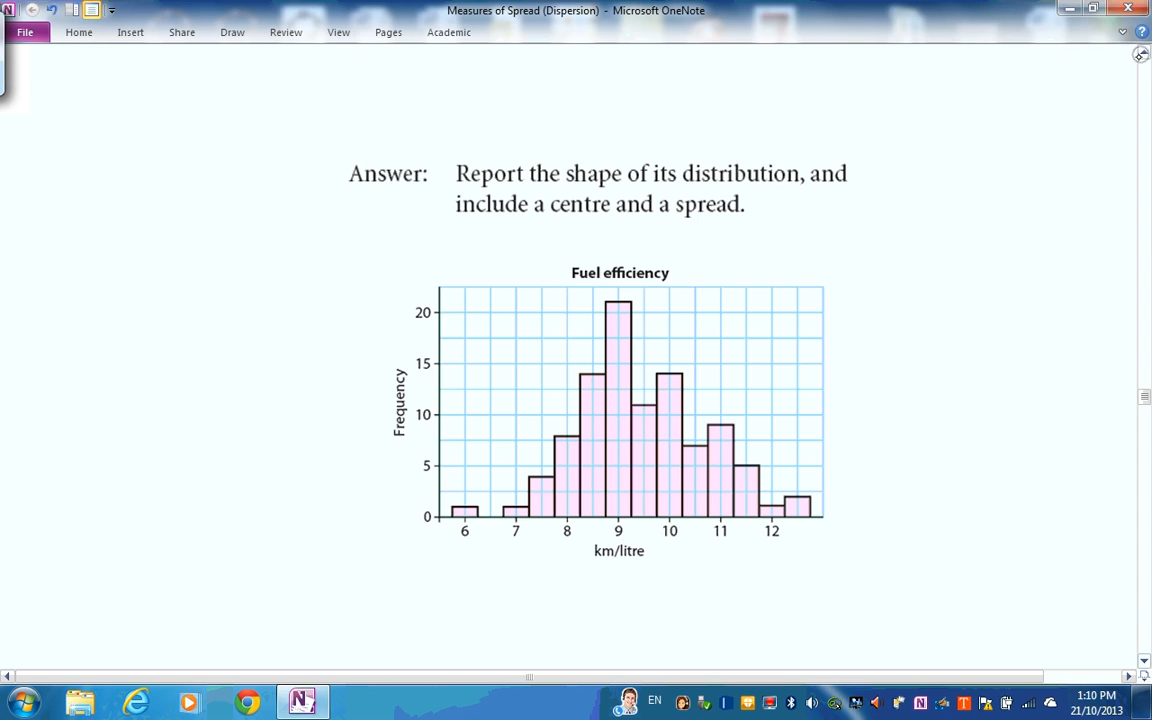 Measures of Spread (Dispersion) - Microsoft OneNote
File Home Insert Share Draw Review View Pages Academic
Answer: Report the shape of its distribution, and
include a centre and a spread.
Fuel efficiency
20
15
Frequency
10
5
0
6 7 8 9 10 11 12
km/litre
EN
1:10 PM
21/10/2013